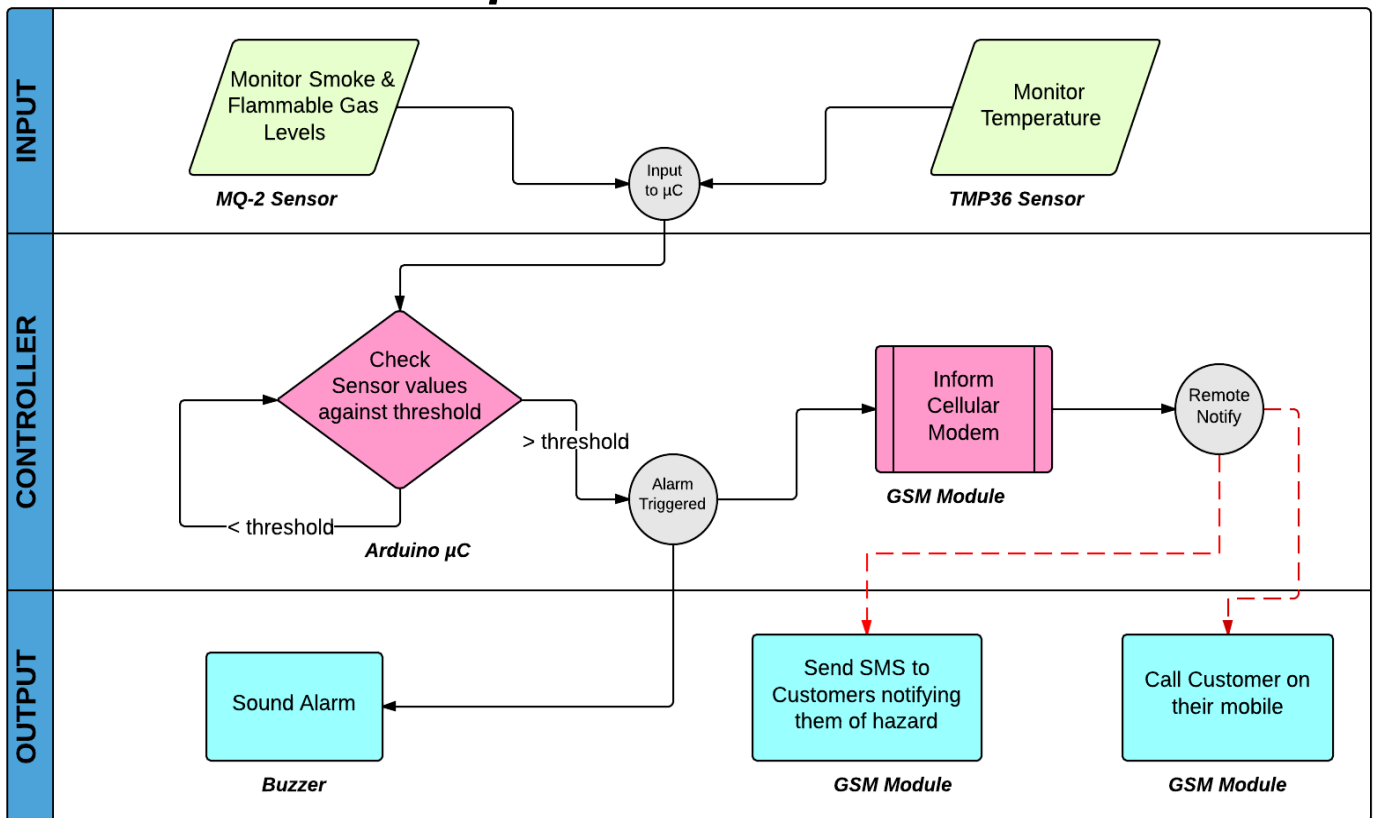 INPUT
Monitor Smoke &
Flammable Gas
Levels
MQ-2 Sensor
Input
to µC
Monitor
Temperature
TMP36 Sensor
CONTROLLER
Check
Sensor values
against threshold
< threshold
Arduino µC
> threshold
Alarm
Triggered
Inform
Cellular
Modem
GSM Module
Remote
Notify
OUTPUT
Sound Alarm
Buzzer
Send SMS to
Customers notifying
them of hazard
GSM Module
Call Customer on
their mobile
GSM Module